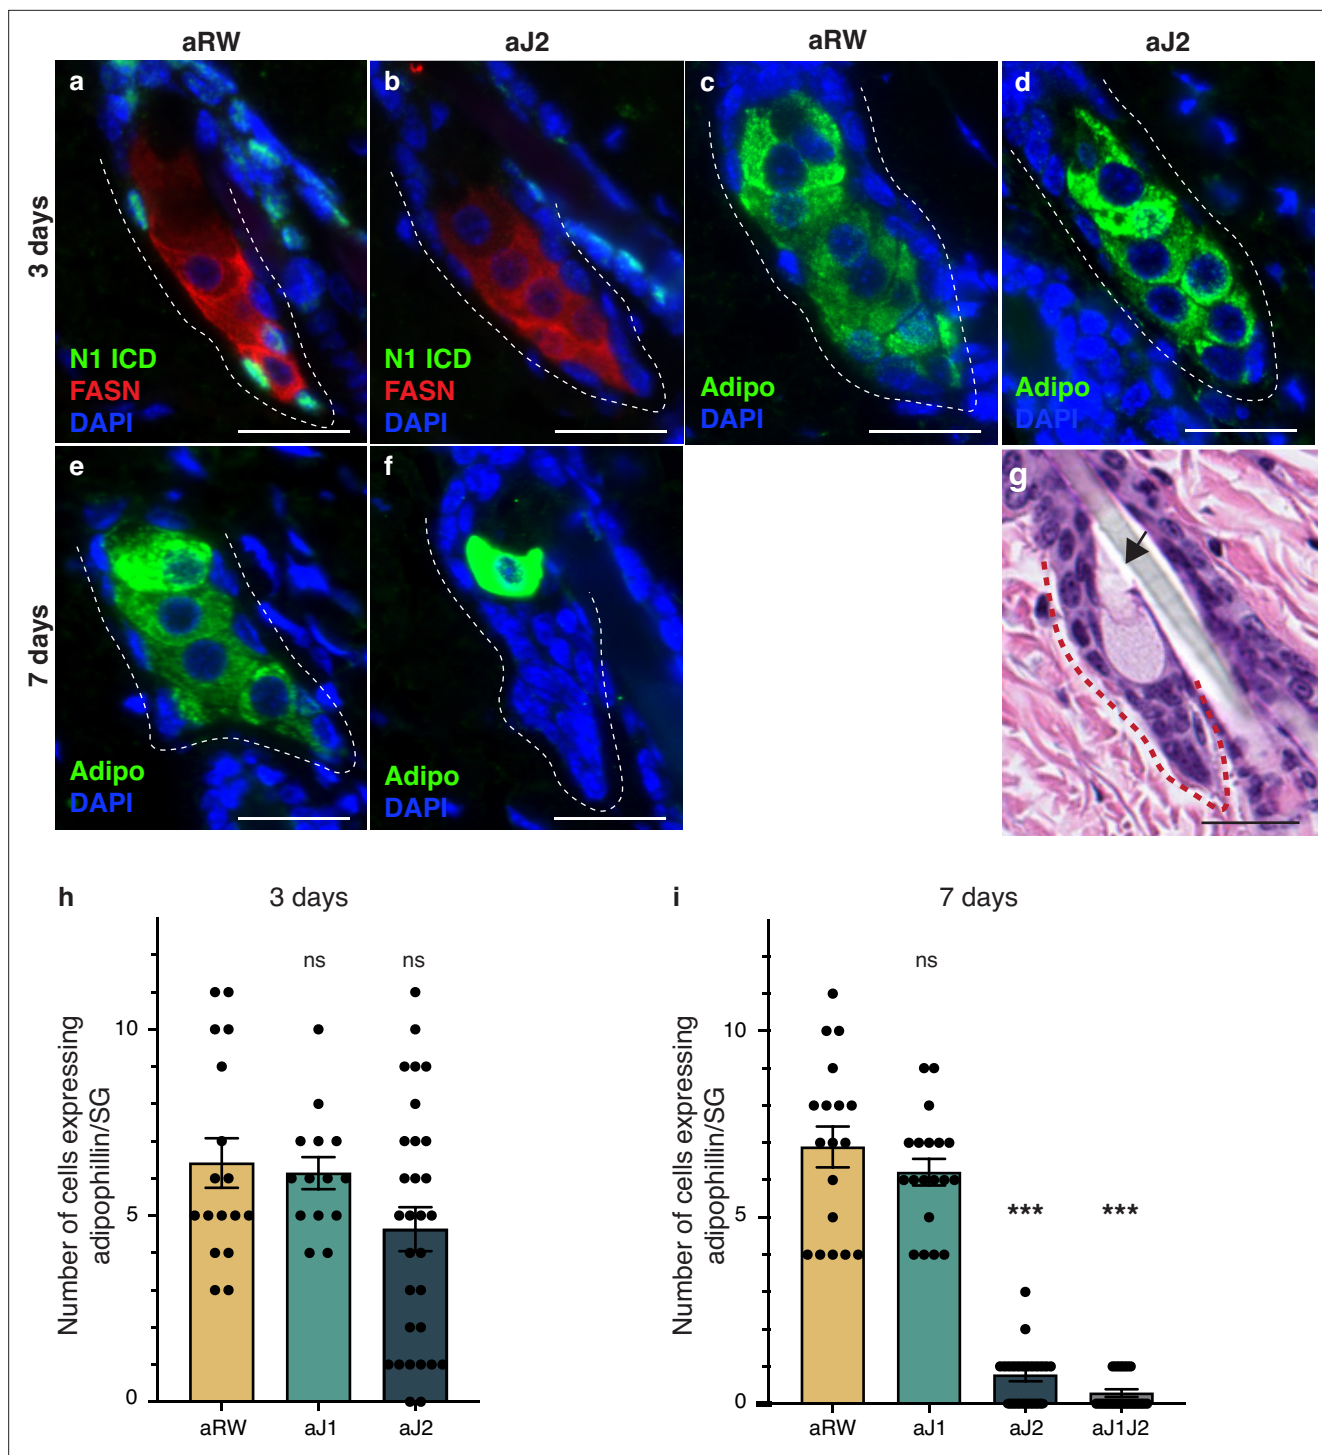 aRW
aJ2
aRW
aJ2
3 days
a
N1 ICD
FASN
DAPI
b
N1 ICD
FASN
DAPI
c
Adipo
DAPI
d
Adipo
DAPI
7 days
e
Adipo
DAPI
f
Adipo
DAPI
g
h
3 days
Number of cells expressing
adipophillin/SG
10
5
0
ns
ns
aRW
aJ1
aJ2
i
7 days
Number of cells expressing
adipophillin/SG
10
5
0
ns
***
***
aRW
aJ1
aJ2
aJ1J2